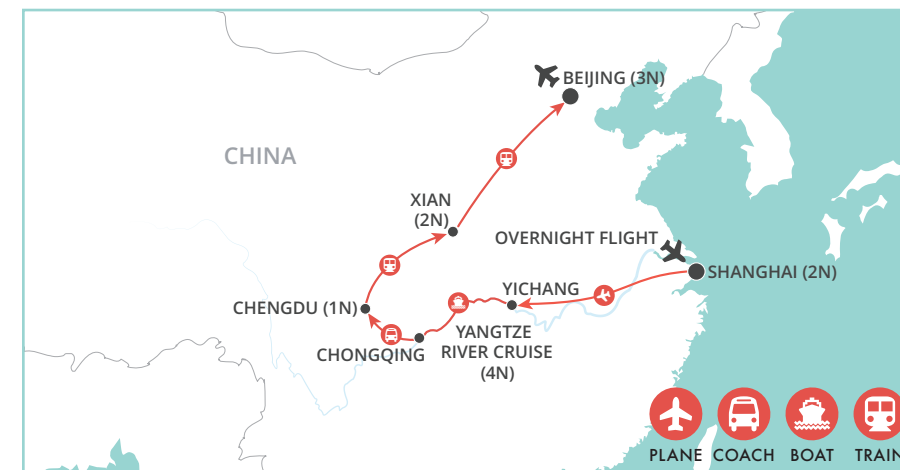 BEIJING (3N)
CHINA
XIAN
(2N)
OVERNIGHT FLIGHT
SHANGHAI (2N)
YICHANG
CHENGDU (1N)
YANGTZE
RIVER CRUISE
(4N)
CHONGQING
PLANE
COACH
BOAT
TRAIN